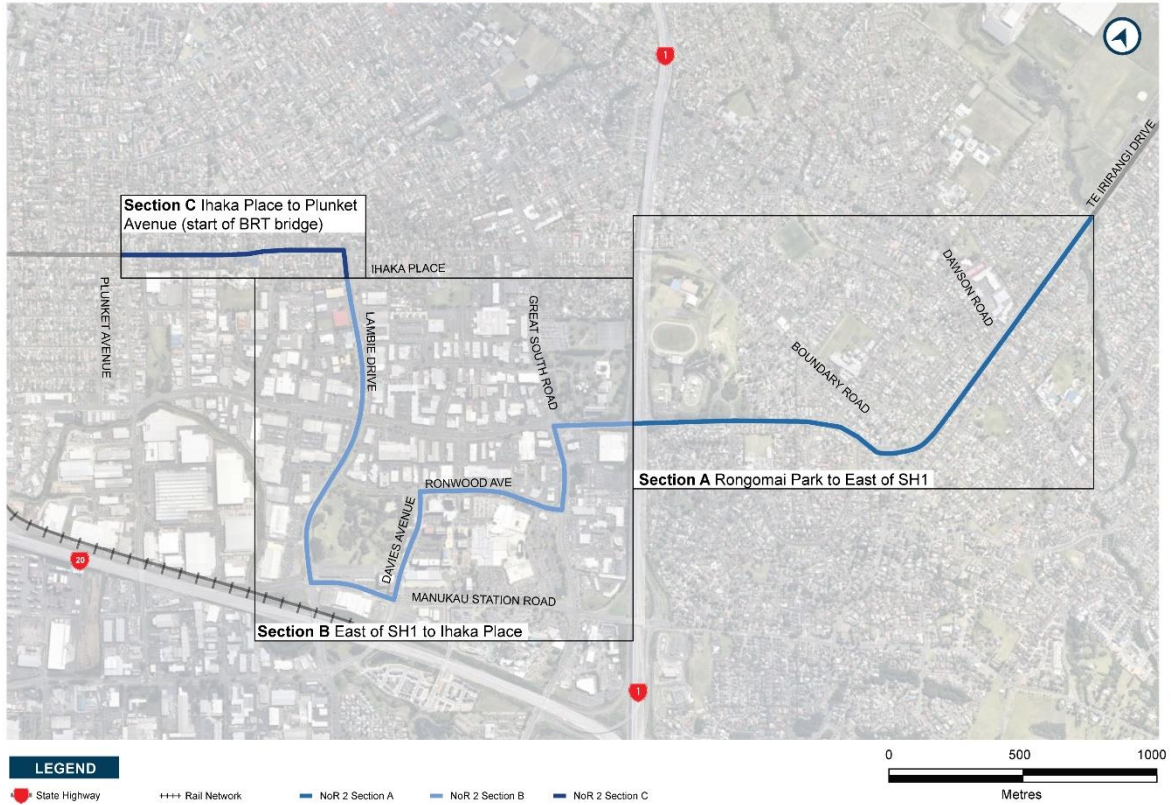 1
TE IRIRANGI DRIVE
Section C Ihaka Place to Plunket
Avenue (start of BRT bridge)
IHAKA PLACE
PLUNKET AVENUE
LAMBIE DRIVE
GREAT SOUTH ROAD
DAWSON ROAD
BOUNDARY ROAD
Section A Rongomai Park to East of SH1
RONWOOD AVE
DAVIES AVENUE
20
MANUKAU STATION ROAD
Section B East of SH1 to Ihaka Place
1
0 500 1000
Metres
LEGEND
State Highway
Rail Network
NoR 2 Section A
NoR 2 Section B
NoR 2 Section C